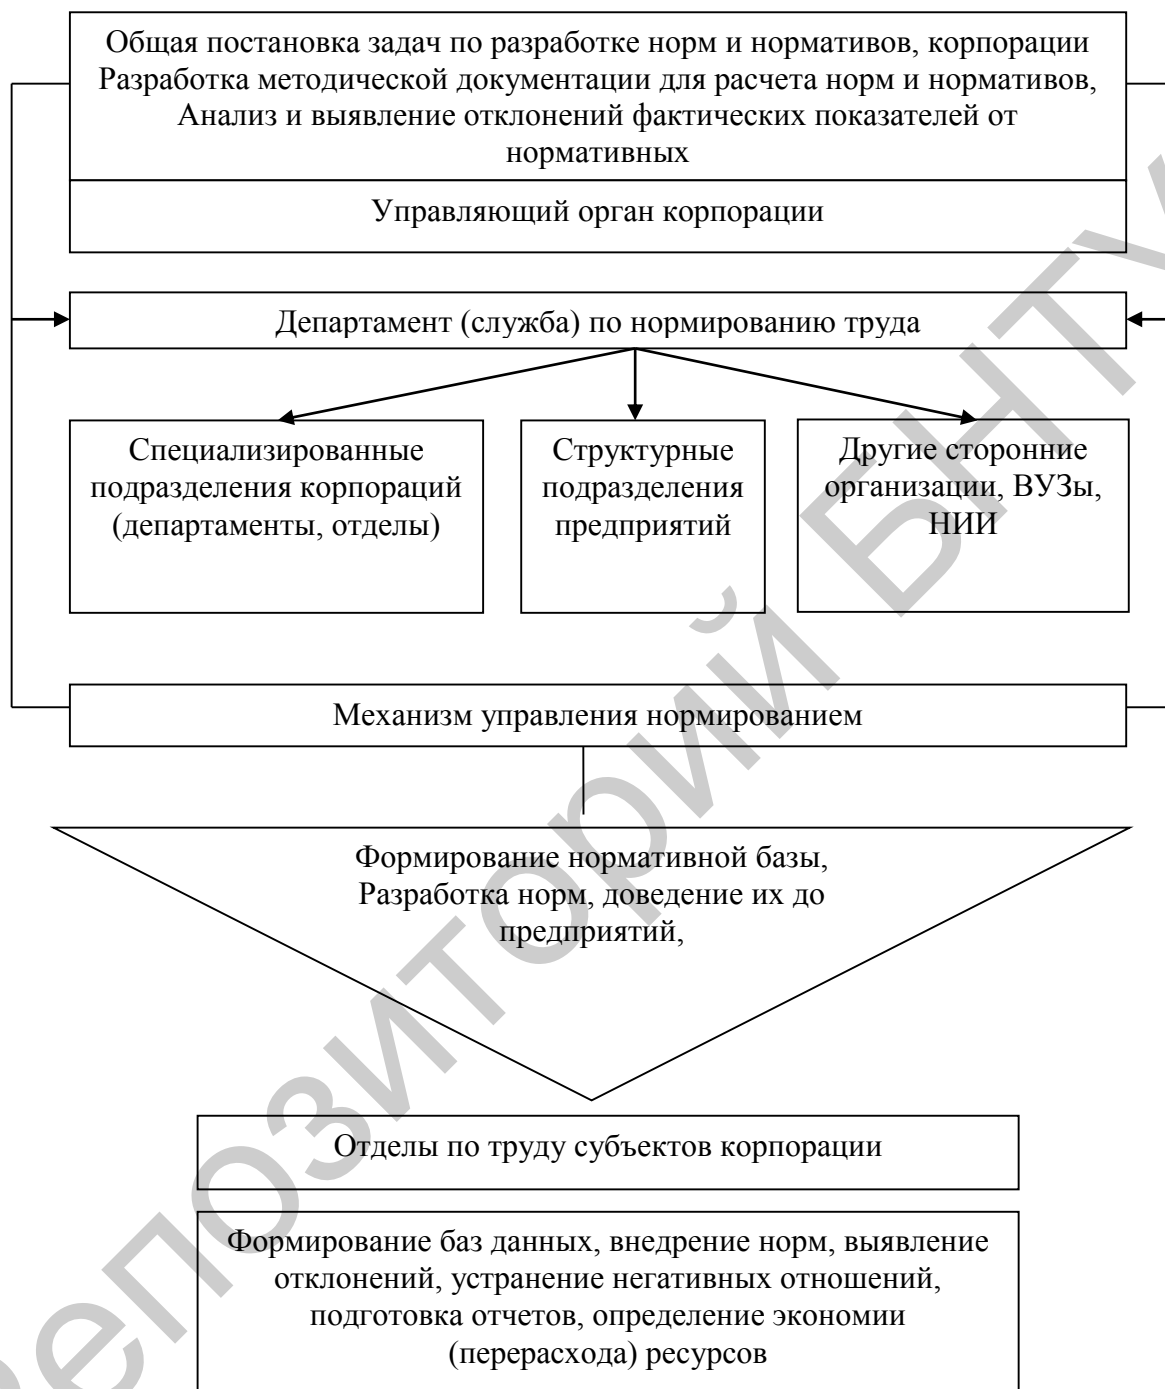 Общая постановка задач по разработке норм и нормативов, корпорации
Разработка методической документации для расчета норм и нормативов,
Анализ и выявление отклонений фактических показателей от
нормативных
Управляющий орган корпорации
Департамент (служба) по нормированию труда
Специализированные
подразделения корпораций
(департаменты, отделы)
Структурные
подразделения
предприятий
Другие сторонние
организации, ВУЗы,
НИИ
Механизм управления нормированием
Формирование нормативной базы,
Разработка норм, доведение их до
предприятий,
Отделы по труду субъектов корпорации
Формирование баз данных, внедрение норм, выявление
отклонений, устранение негативных отношений,
подготовка отчетов, определение экономии
(перерасхода) ресурсов
Репозиторий БНТУ